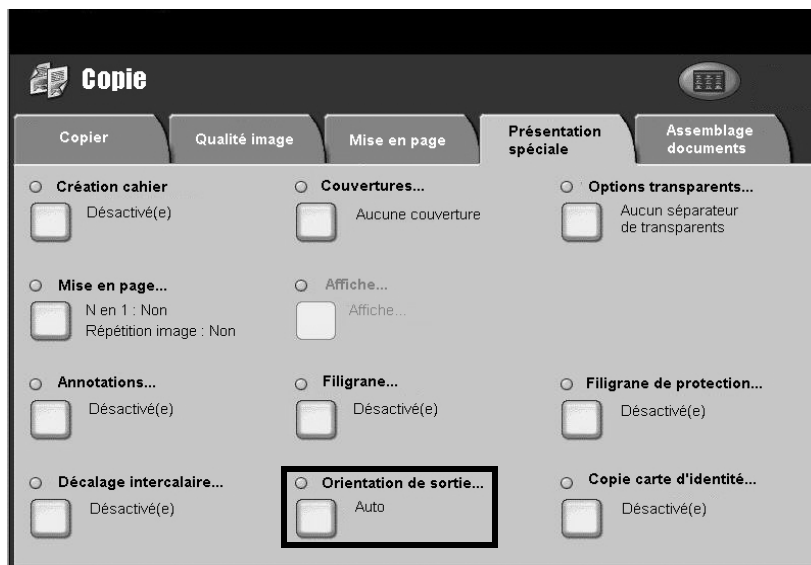 Copie
Copier
Qualité image
Mise en page
Présentation
spéciale
Assemblage
documents
Création cahier
Désactivé(e)
Couvertures...
Aucune couverture
Options transparents...
Aucun séparateur
de transparents
Mise en page...
N en 1 : Non
Répétition image : Non
Affiche...
Affiche...
Annotations...
Désactivé(e)
Filigrane...
Désactivé(e)
Filigrane de protection...
Désactivé(e)
Décalage intercalaire...
Désactivé(e)
Orientation de sortie...
Auto
Copie carte d'identité...
Désactivé(e)